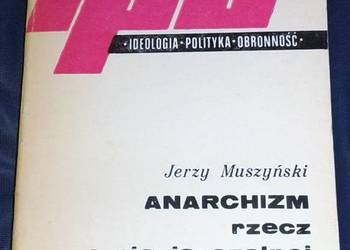 ·IDEOLOGIA·POLITYKA·OBRONNOŚĆ·
Jerzy Muszyński
ANARCHIZM
rzecz